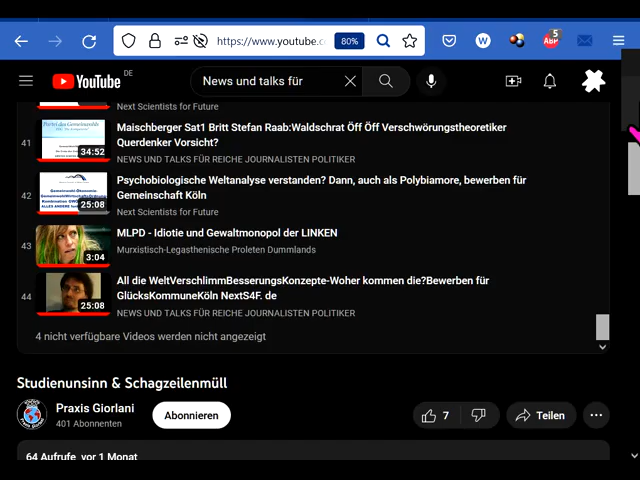 https://www.youtube.c
80%
5
ABP
W
YouTube DE
News und talks für
Next Scientists for Future
41
34:52
Maischberger Sat1 Britt Stefan Raab:Waldschrat Öff Öff Verschwörungstheoretiker
Querdenker Vorsicht?
NEWS UND TALKS FÜR REICHE JOURNALISTEN POLITIKER
42
25:08
Psychobiologische Weltanalyse verstanden? Dann, auch als Polybiamore, bewerben für
Gemeinschaft Köln
Next Scientists for Future
43
3:04
MLPD - Idiotie und Gewaltmonopol der LINKEN
Murxistisch-Legasthenische Proleten Dummlands
44
25:08
All die WeltVerschlimmBesserungsKonzepte-Woher kommen die?Bewerben für
GlücksKommuneKöln NextS4F. de
NEWS UND TALKS FÜR REICHE JOURNALISTEN POLITIKER
4 nicht verfügbare Videos werden nicht angezeigt
Studienunsinn & Schagzeilenmüll
Praxis Giorlani
401 Abonnenten
Abonnieren
7
Teilen
64 Aufrufe vor 1 Monat